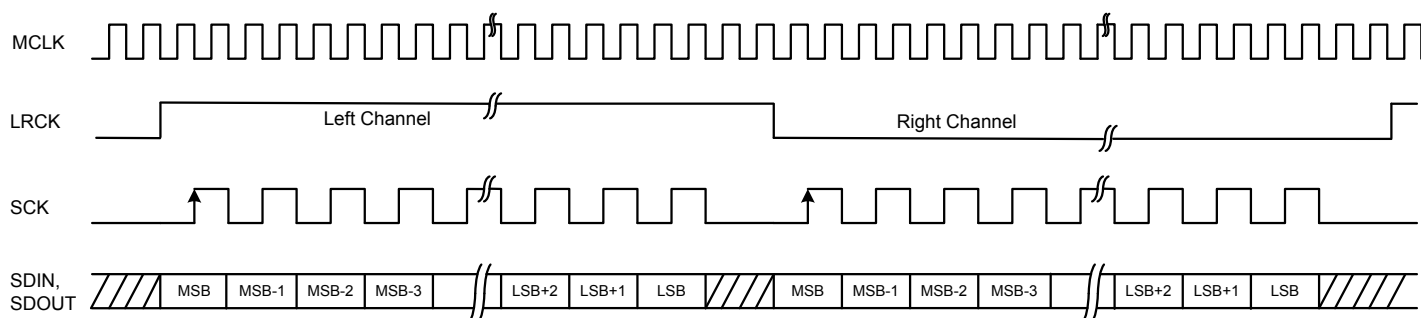 MCLK
LRCK
Left Channel
Right Channel
SCK
SDIN,
SDOUT
MSB MSB-1 MSB-2 MSB-3 LSB+2 LSB+1 LSB MSB MSB-1 MSB-2 MSB-3 LSB+2 LSB+1 LSB